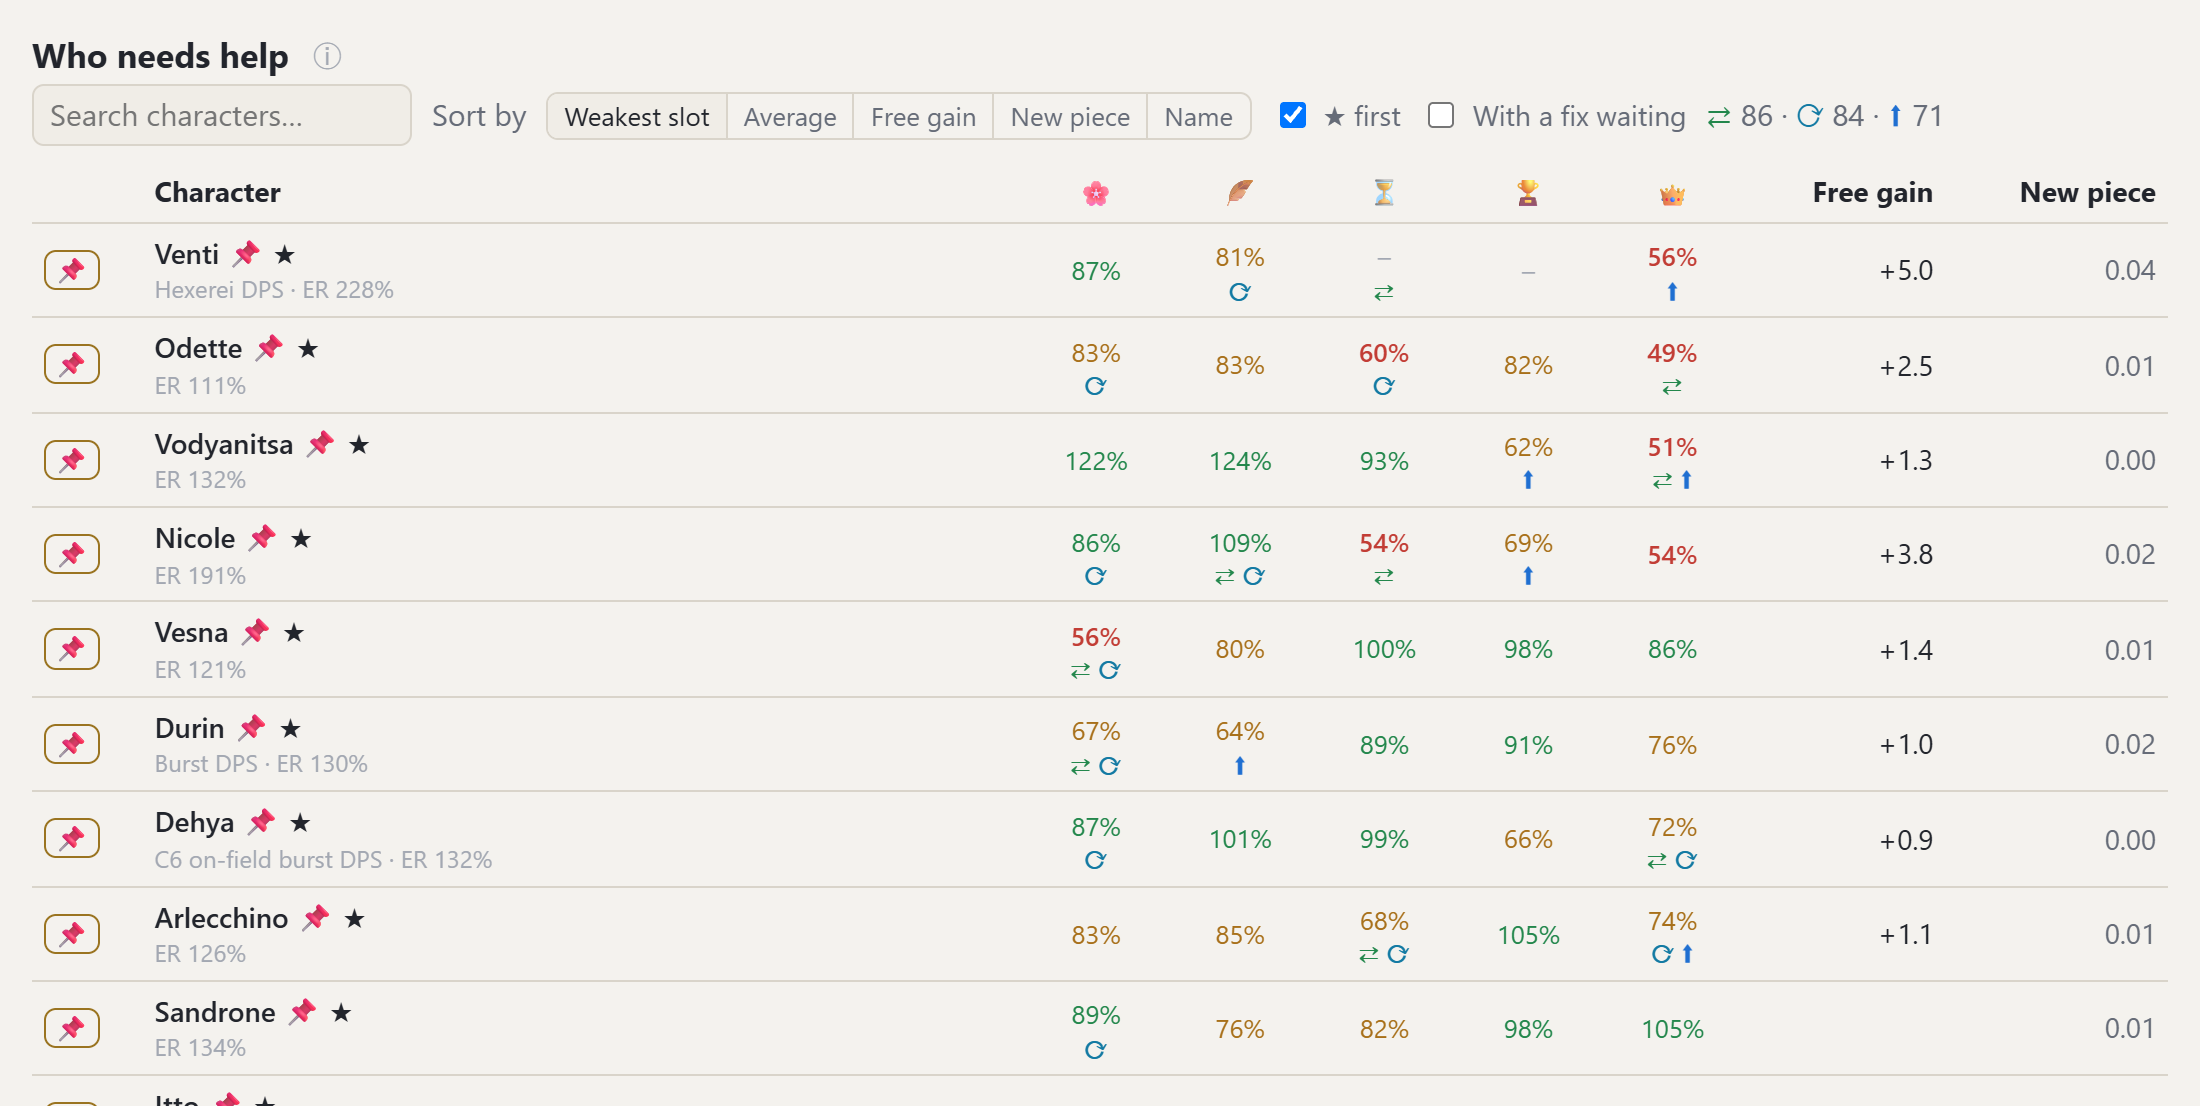 Who needs help ⓘ
Search characters... Sort by Weakest slot Average Free gain New piece Name ★ first With a fix waiting ⇄ 86 · ⟳ 84 · ⬆ 71
Character Free gain New piece
Venti ★ 87% 81% – – 56% +5.0 0.04
Hexerei DPS · ER 228%
Odette ★ 83% 83% 60% 82% 49% +2.5 0.01
ER 111%
Vodyanitsa ★ 122% 124% 93% 62% 51% +1.3 0.00
ER 132%
Nicole ★ 86% 109% 54% 69% 54% +3.8 0.02
ER 191%
Vesna ★ 56% 80% 100% 98% 86% +1.4 0.01
ER 121%
Durin ★ 67% 64% 89% 91% 76% +1.0 0.02
Burst DPS · ER 130%
Dehya ★ 87% 101% 99% 66% 72% +0.9 0.00
C6 on-field burst DPS · ER 132%
Arlecchino ★ 83% 85% 68% 105% 74% +1.1 0.01
ER 126%
Sandrone ★ 89% 76% 82% 98% 105% 0.01
ER 134%
Itto ★